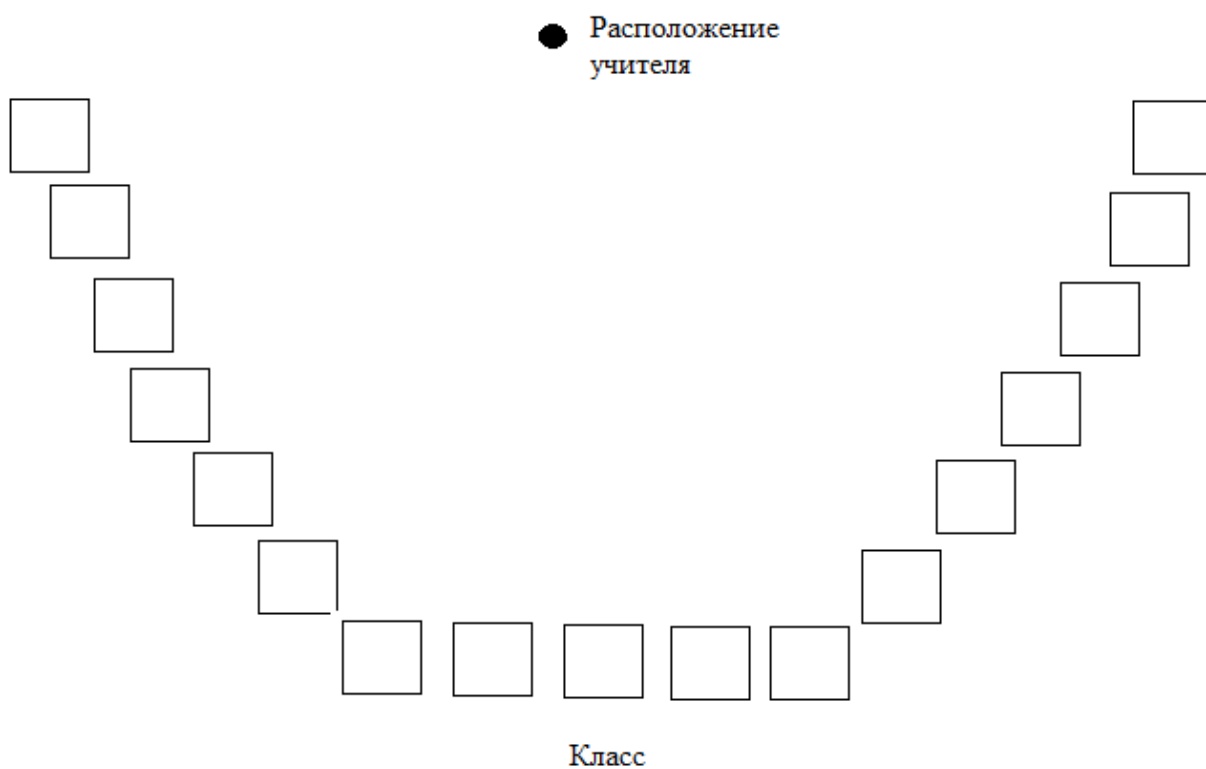 Расположение
учителя
Класс